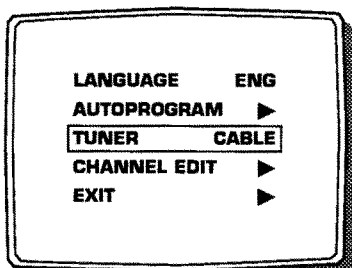 LANGUAGE ENG
AUTOPROGRAM ▶
TUNER CABLE
CHANNEL EDIT ▶
EXIT ▶